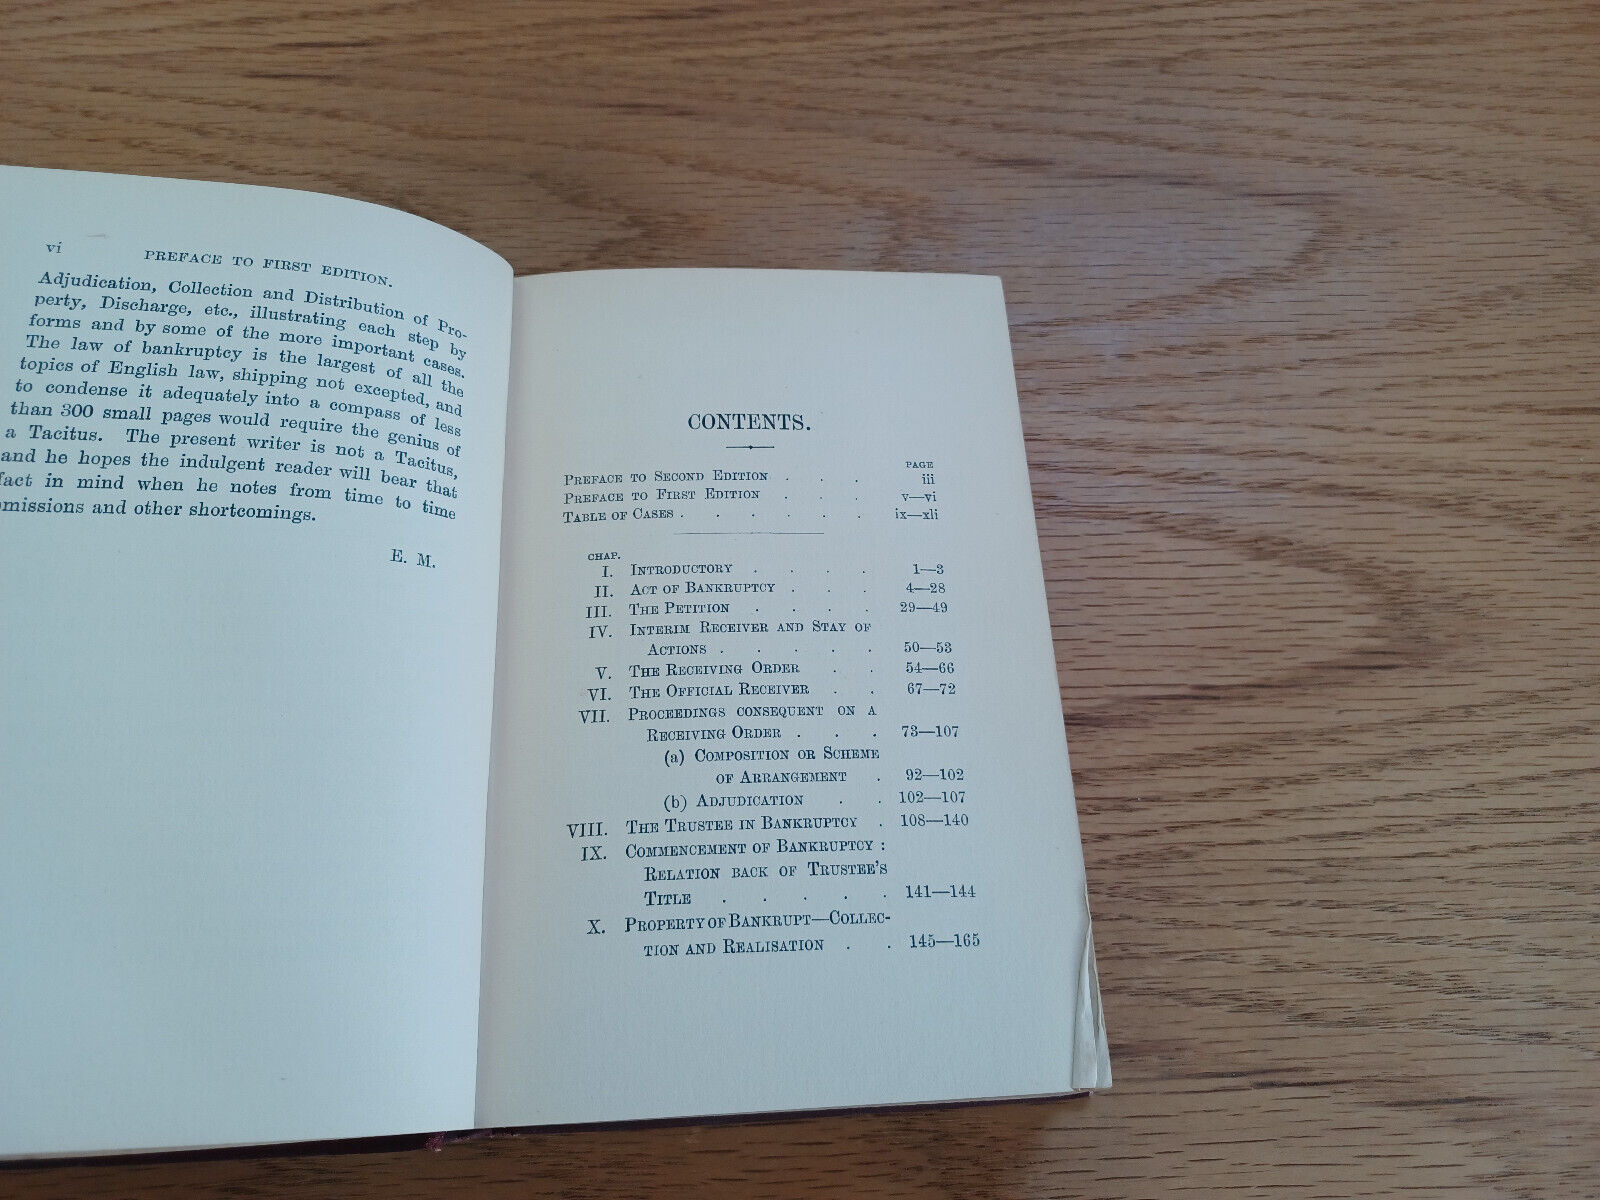 vi
PREFACE TO FIRST EDITION.
Adjudication, Collection and Distribution of Pro-
perty, Discharge, etc., illustrating each step by
forms and by some of the more important cases.
The law of bankruptcy is the largest of all the
topics of English law, shipping not excepted, and
to condense it adequately into a compass of less
than 300 small pages would require the genius of
a Tacitus. The present writer is not a Tacitus,
and he hopes the indulgent reader will bear that
fact in mind when he notes from time to time
omissions and other shortcomings.
E. M.
CONTENTS.
PAGE
PREFACE TO SECOND EDITION . . . iii
PREFACE TO FIRST EDITION . . . v—vi
TABLE OF CASES . . . . . . ix—xli
CHAP.
I. INTRODUCTORY . . . . 1—3
II. ACT OF BANKRUPTCY . . . 4—28
III. THE PETITION . . . . 29—49
IV. INTERIM RECEIVER AND STAY OF
ACTIONS . . . . . 50—53
V. THE RECEIVING ORDER . . 54—66
VI. THE OFFICIAL RECEIVER . . 67—72
VII. PROCEEDINGS CONSEQUENT ON A
RECEIVING ORDER . . . 73—107
(a) COMPOSITION OR SCHEME
OF ARRANGEMENT . 92—102
(b) ADJUDICATION . . 102—107
VIII. THE TRUSTEE IN BANKRUPTCY . 108—140
IX. COMMENCEMENT OF BANKRUPTCY :
RELATION BACK OF TRUSTEE'S
TITLE . . . . . 141—144
X. PROPERTY OF BANKRUPT—COLLEC-
TION AND REALISATION . . 145—165